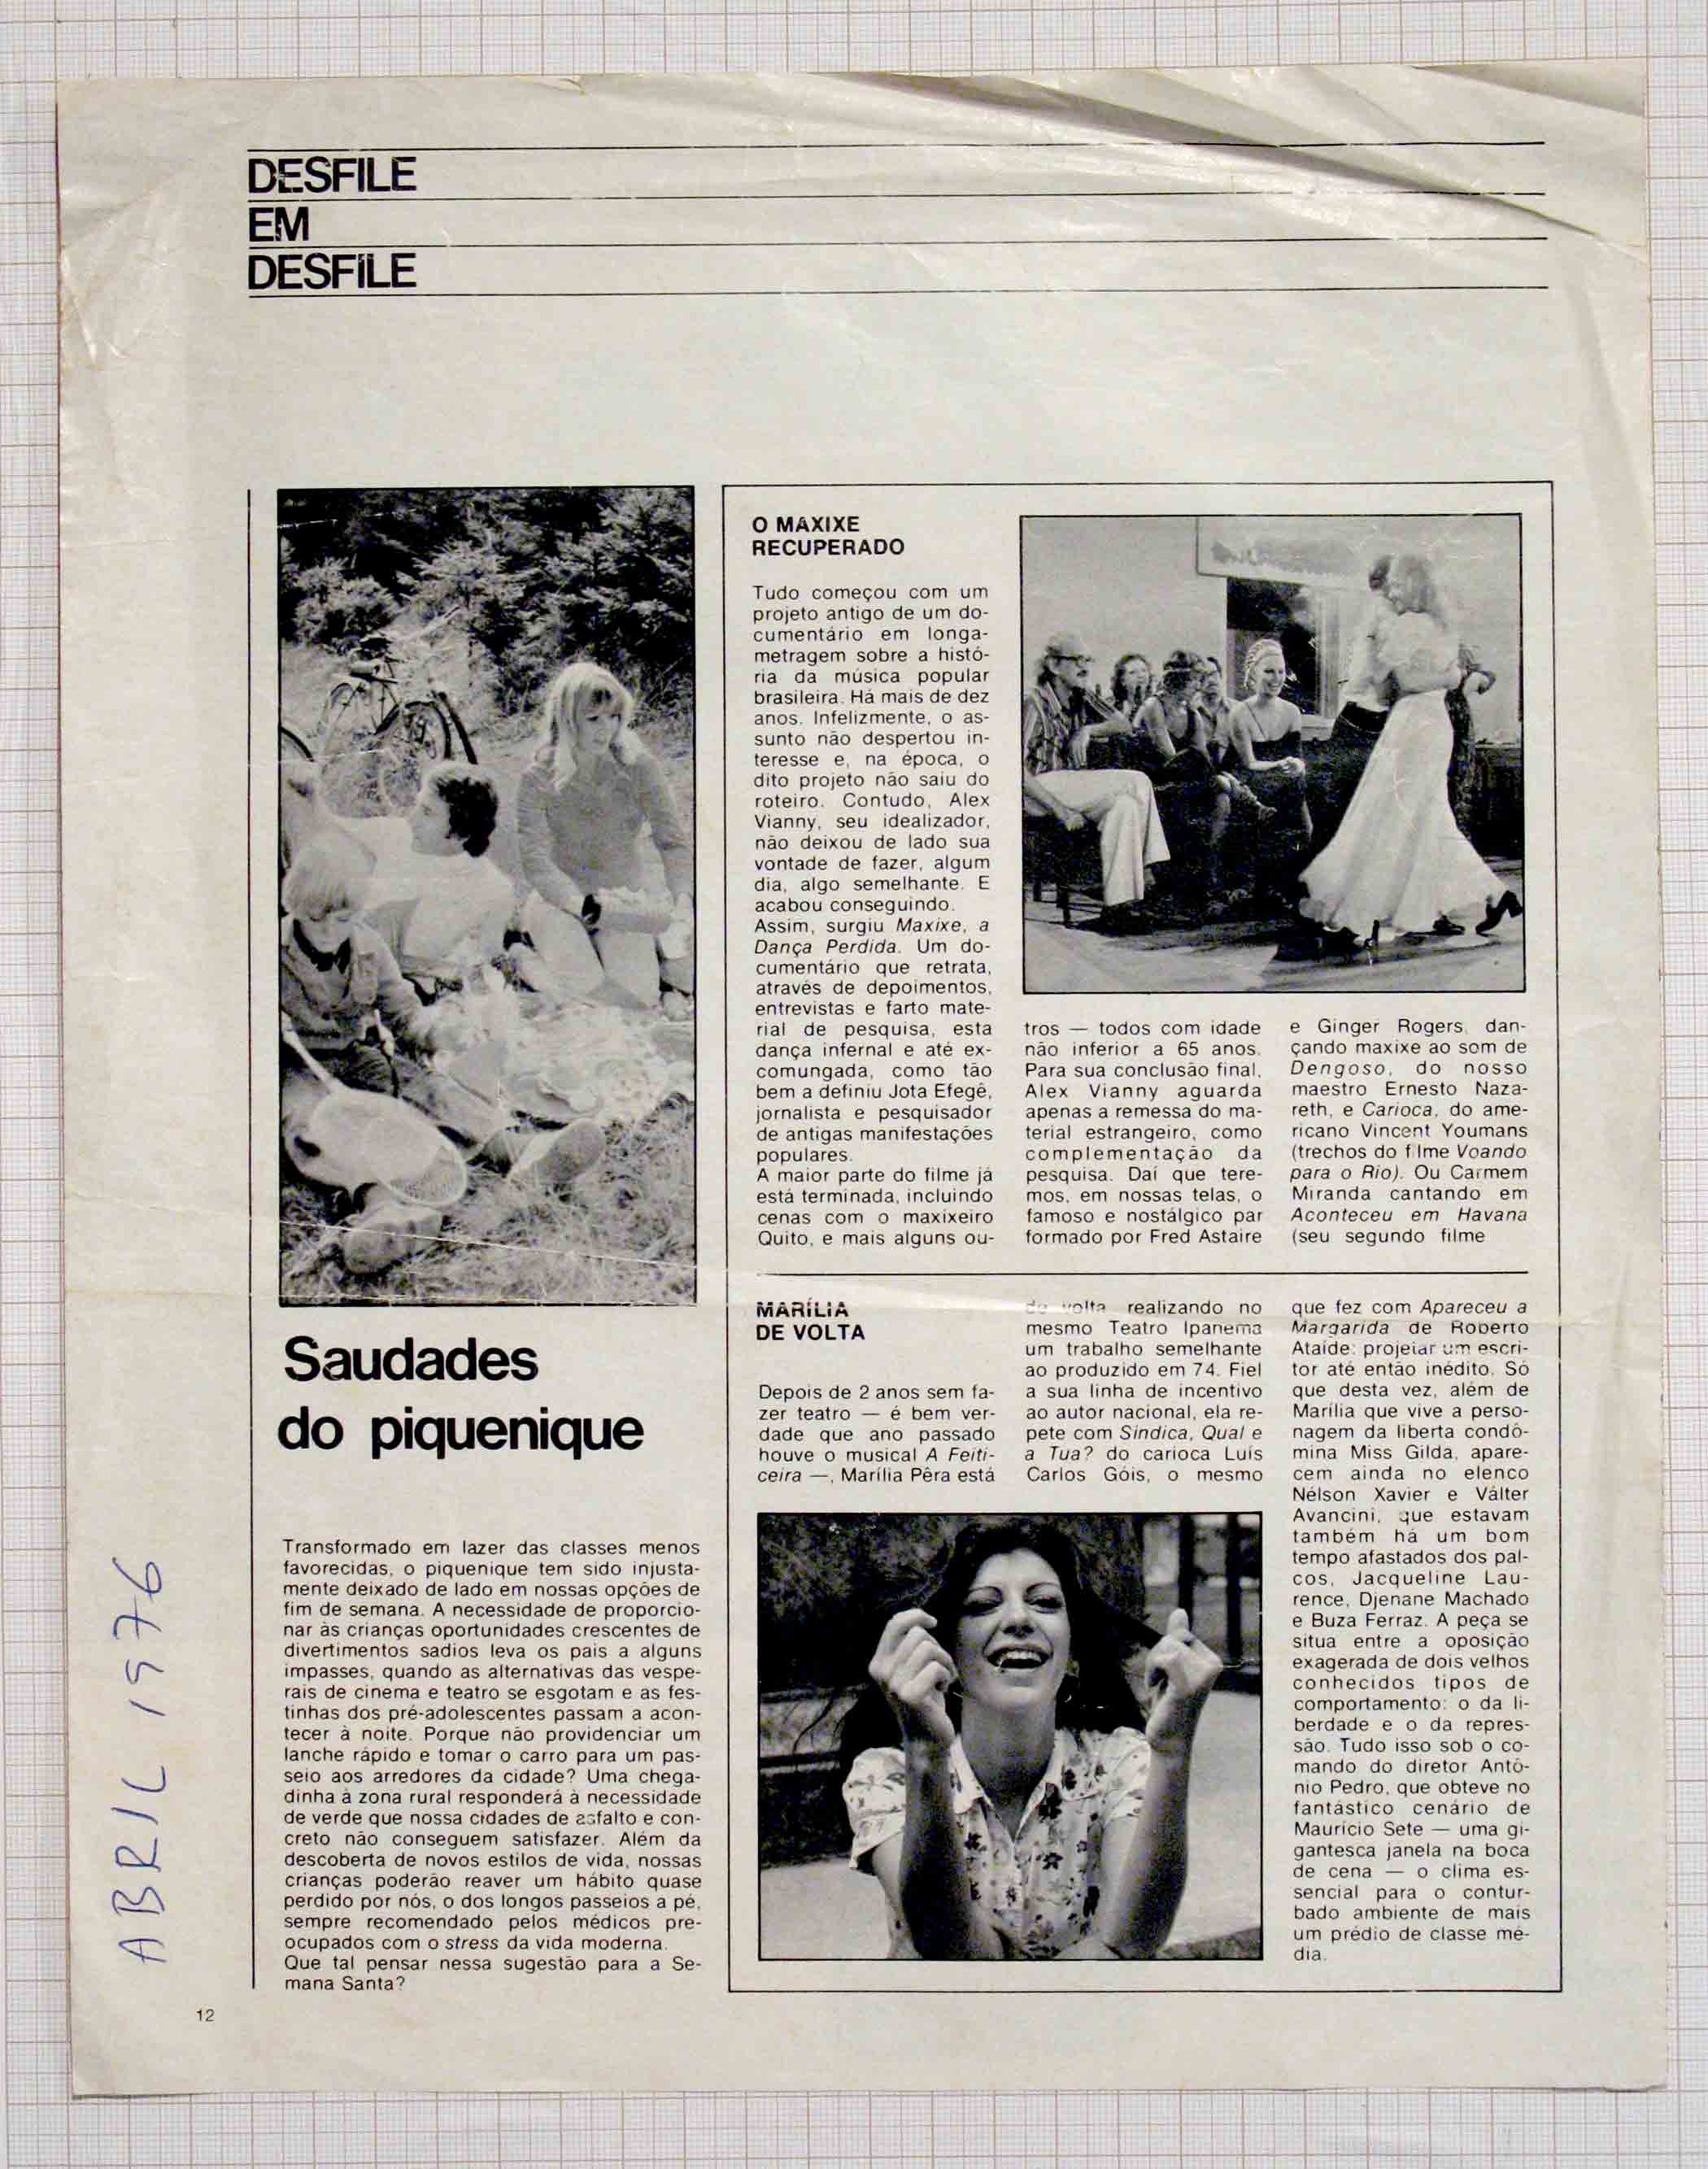 DESFILE
EM
DESFILE
Saudades
do piquenique
Transformado em lazer das classes menos
favorecidas, o piquenique tem sido injusta-
mente deixado de lado em nossas opções de
fim de semana. A necessidade de proporcio-
nar às crianças oportunidades crescentes de
divertimentos sadios leva os pais a alguns
impasses, quando as alternativas das vespe-
rais de cinema e teatro se esgotam e as fes-
tinhas dos pré-adolescentes passam a acon-
tecer à noite. Porque não providenciar um
lanche rápido e tomar o carro para um pas-
seio aos arredores da cidade? Uma chega-
dinha à zona rural responderá à necessidade
de verde que nossa cidades de asfalto e con-
creto não conseguem satisfazer. Além da
descoberta de novos estilos de vida, nossas
crianças poderão reaver um hábito quase
perdido por nós, o dos longos passeios a pé,
sempre recomendado pelos médicos pre-
ocupados com o stress da vida moderna.
Que tal pensar nessa sugestão para a Se-
mana Santa?
O MAXIXE
RECUPERADO
Tudo começou com um
projeto antigo de um do-
cumentário em longa-
metragem sobre a histó-
ria da música popular
brasileira. Há mais de dez
anos. Infelizmente, o as-
sunto não despertou in-
teresse e, na época, o
dito projeto não saiu do
roteiro. Contudo, Alex
Vianny, seu idealizador,
não deixou de lado sua
vontade de fazer, algum
dia, algo semelhante. E
acabou conseguindo.
Assim, surgiu Maxixe, a
Dança Perdida. Um do-
cumentário que retrata,
através de depoimentos,
entrevistas e farto mate-
rial de pesquisa, esta
dança infernal e até ex-
comungada, como tão
bem a definiu Jota Efegê,
jornalista e pesquisador
de antigas manifestações
populares.
A maior parte do filme já
está terminada, incluindo
cenas com o maxixeiro
Quito, e mais alguns ou-
tros — todos com idade
não inferior a 65 anos.
Para sua conclusão final,
Alex Vianny aguarda
apenas a remessa do ma-
terial estrangeiro, como
complementação da
pesquisa. Daí que tere-
mos, em nossas telas, o
famoso e nostálgico par
formado por Fred Astaire
e Ginger Rogers, dan-
çando maxixe ao som de
Dengoso, do nosso
maestro Ernesto Naza-
reth, e Carioca, do ame-
ricano Vincent Youmans
(trechos do filme Voando
para o Rio). Ou Carmem
Miranda cantando em
Aconteceu em Havana
(seu segundo filme
MARÍLIA
DE VOLTA
Depois de 2 anos sem fa-
zer teatro — é bem ver-
dade que ano passado
houve o musical A Feiti-
ceira —, Marília Pêra está
de volta realizando no
mesmo Teatro Ipanema
um trabalho semelhante
ao produzido em 74. Fiel
a sua linha de incentivo
ao autor nacional, ela re-
pete com Síndica, Qual e
a Tua? do carioca Luís
Carlos Góis, o mesmo
que fez com Apareceu a
Margarida de Roberto
Ataíde: projetar um escri-
tor até então inédito. Só
que desta vez, além de
Marília que vive a perso-
nagem da liberta condô-
mina Miss Gilda, apare-
cem ainda no elenco
Nélson Xavier e Válter
Avancini, que estavam
também há um bom
tempo afastados dos pal-
cos, Jacqueline Lau-
rence, Djenane Machado
e Buza Ferraz. A peça se
situa entre a oposição
exagerada de dois velhos
conhecidos tipos de
comportamento: o da li-
berdade e o da repres-
são. Tudo isso sob o co-
mando do diretor Antô-
nio Pedro, que obteve no
fantástico cenário de
Maurício Sete — uma gi-
gantesca janela na boca
de cena — o clima es-
sencial para o contur-
bado ambiente de mais
um prédio de classe mé-
dia.
ABRIL 1976
12